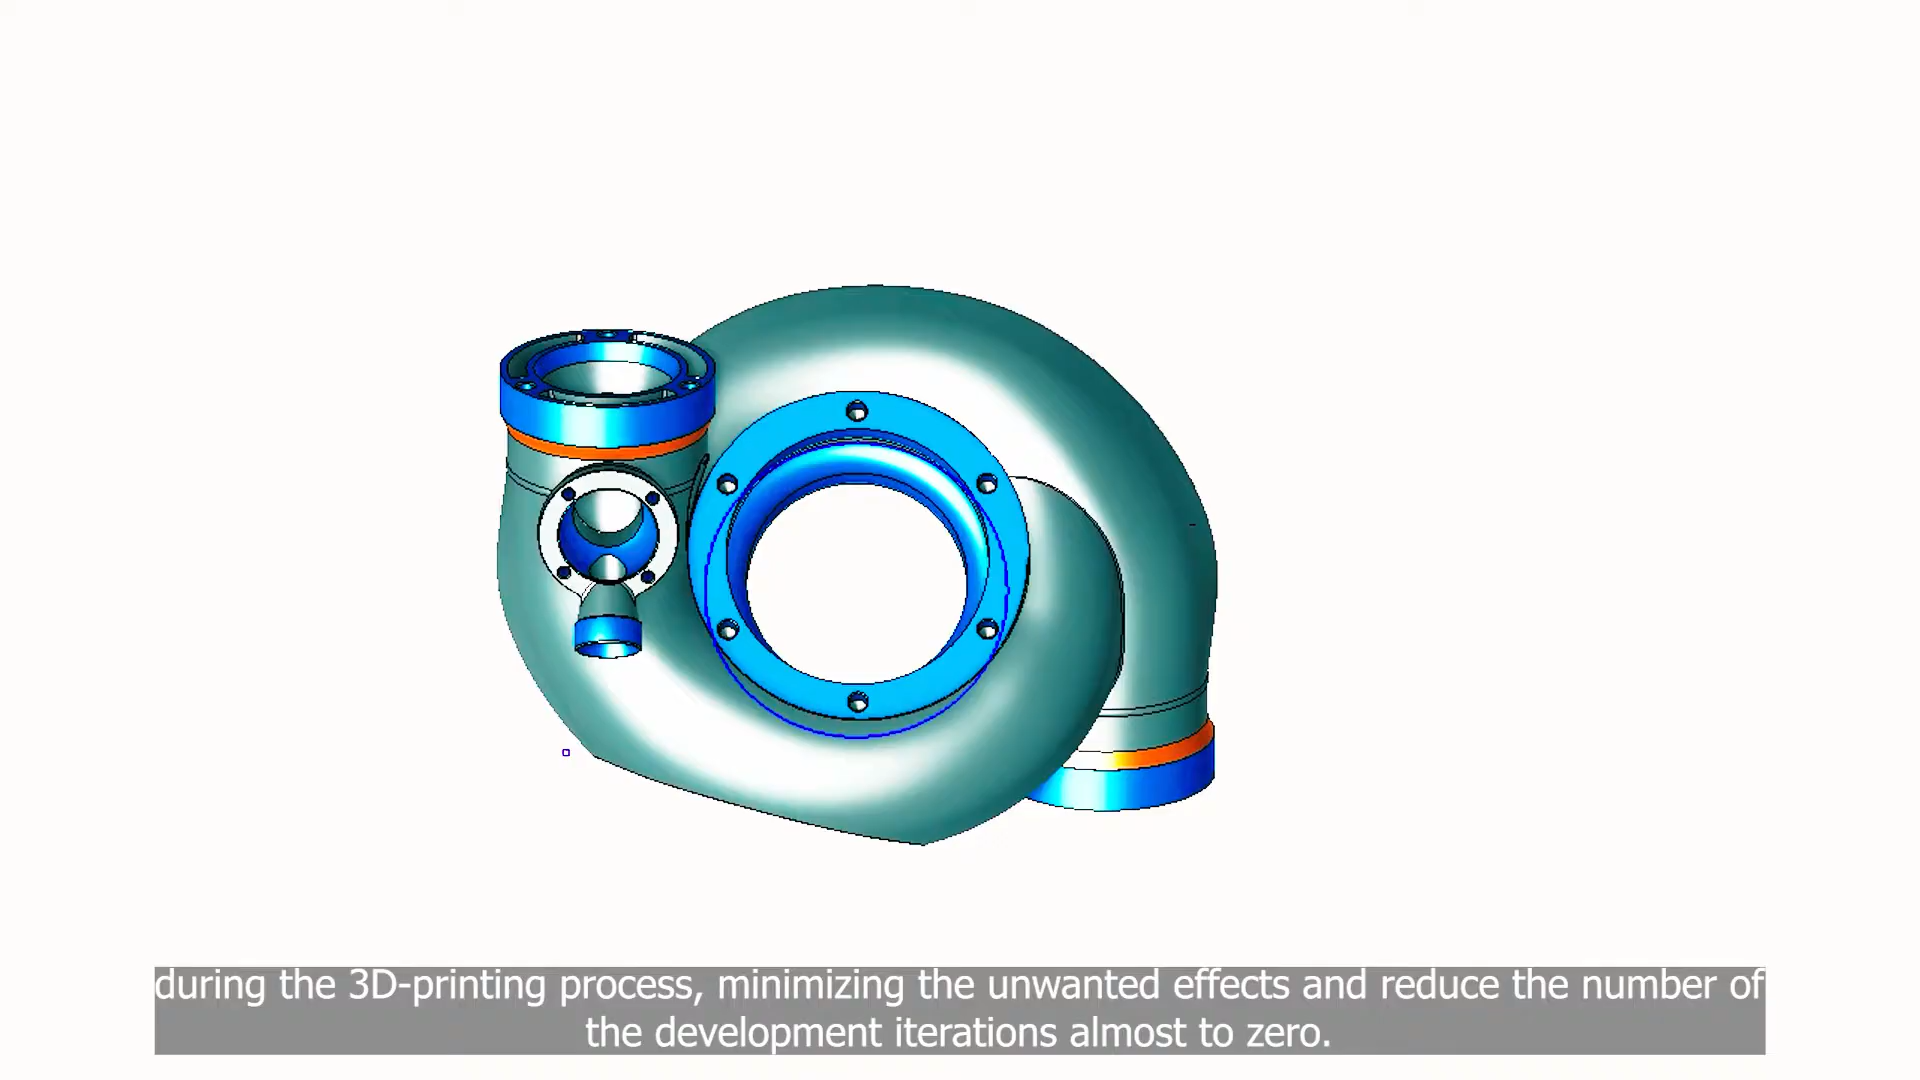 during the 3D-printing process, minimizing the unwanted effects and reduce the number of
the development iterations almost to zero.